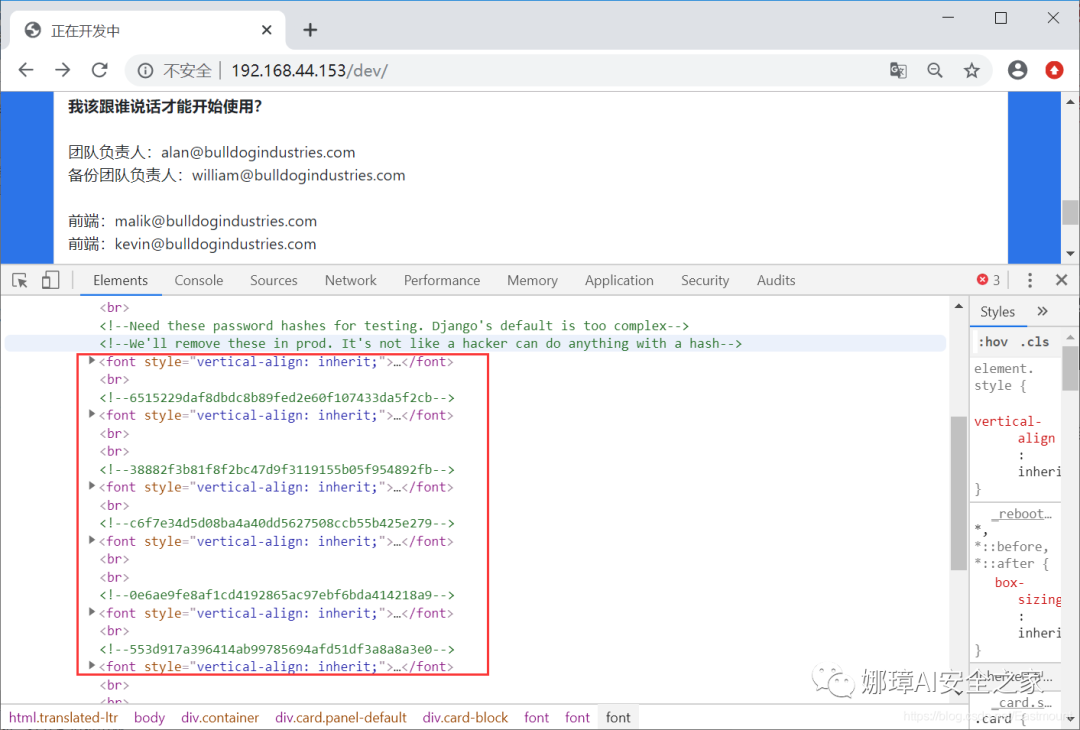 正在开发中
不安全 192.168.44.153/dev/
我该跟谁说话才能开始使用？
团队负责人：alan@bulldogindustries.com
备份团队负责人：william@bulldogindustries.com
前端：malik@bulldogindustries.com
前端：kevin@bulldogindustries.com
Elements Console Sources Network Performance Memory Application Security Audits 3
<br>
<!--Need these password hashes for testing. Django's default is too complex-->
<!--We'll remove these in prod. It's not like a hacker can do anything with a hash-->
<font style="vertical-align: inherit;">…</font>
<br>
<!--6515229daf8dbdc8b89fed2e60f107433da5f2cb-->
<font style="vertical-align: inherit;">…</font>
<br>
<br>
<!--38882f3b81f8f2bc47d9f3119155b05f954892fb-->
<font style="vertical-align: inherit;">…</font>
<br>
<!--c6f7e34d5d08ba4a40dd5627508ccb55b425e279-->
<font style="vertical-align: inherit;">…</font>
<br>
<br>
<!--0e6ae9fe8af1cd4192865ac97ebf6bda414218a9-->
<font style="vertical-align: inherit;">…</font>
<br>
<!--553d917a396414ab99785694afd51df3a8a8a3e0-->
<font style="vertical-align: inherit;">…</font>
<br>
html.translated-ltr body div.container div.card.panel-default div.card-block font font font
Styles
:hov .cls
element.
style {
vertical-
align
:
inheri
}
_reboot…
*,
*::before,
*::after {
box-
sizing
:
inheri
}
_card.s…
.card {
娜璋AI安全之家